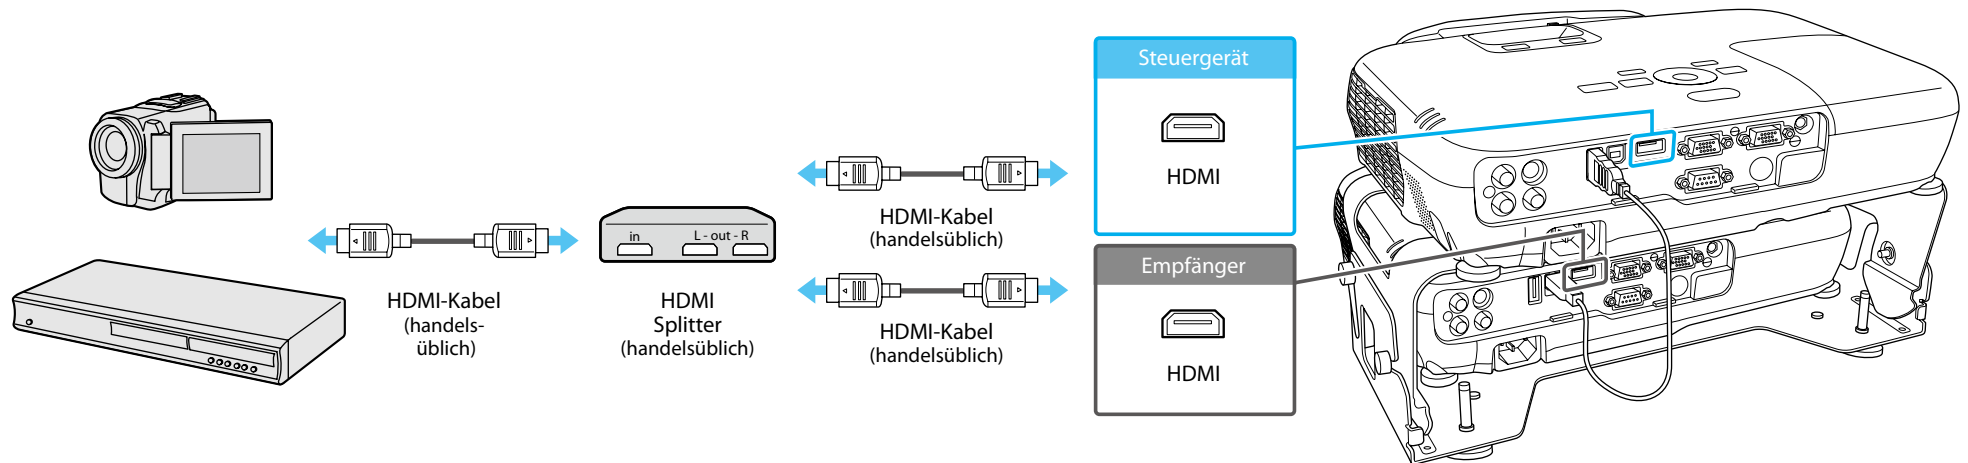 HDMI-Kabel
(handels-
üblich)
in
L - out - R
HDMI
Splitter
(handelsüblich)
HDMI-Kabel
(handelsüblich)
HDMI-Kabel
(handelsüblich)
Steuergerät
HDMI
Empfänger
HDMI